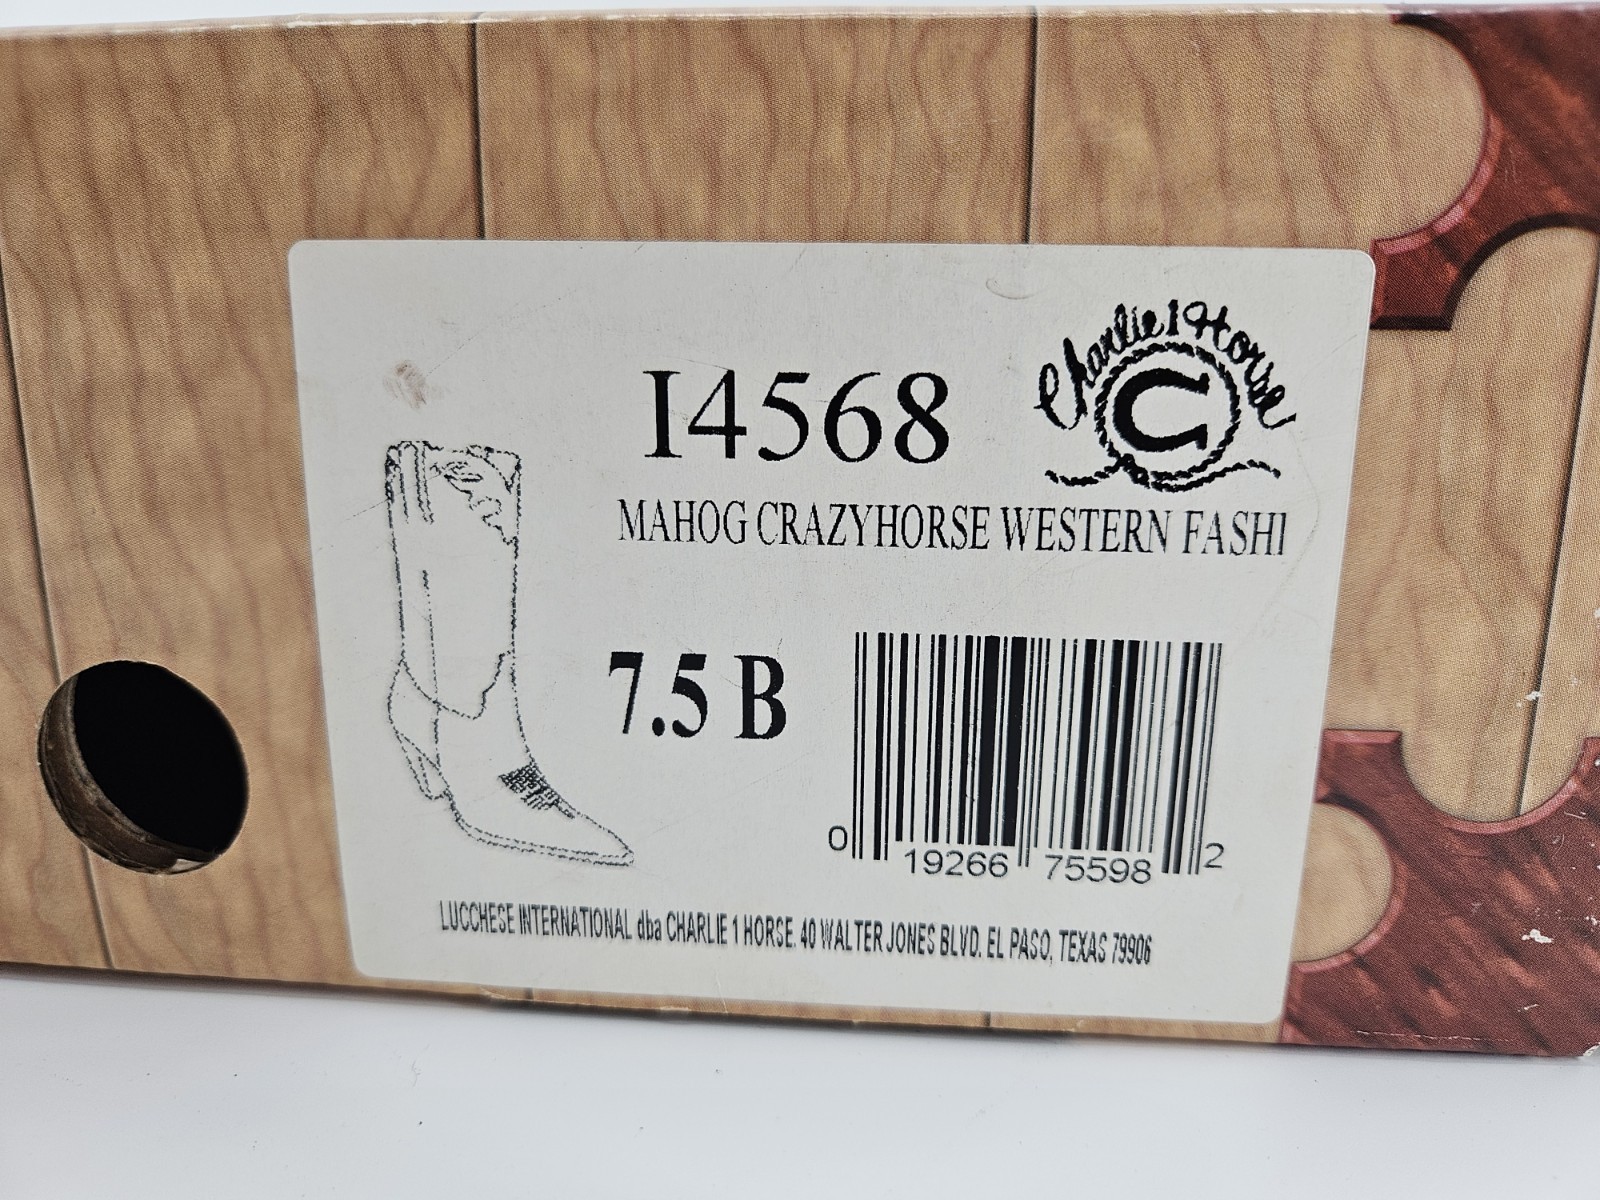 Charlie 1 Horse
I4568
MAHOG CRAZYHORSE WESTERN FASHI
7.5 B
0 19266 75598 2
LUCCHESE INTERNATIONAL dba CHARLIE 1 HORSE. 40 WALTER JONES BLVD. EL PASO, TEXAS 79906